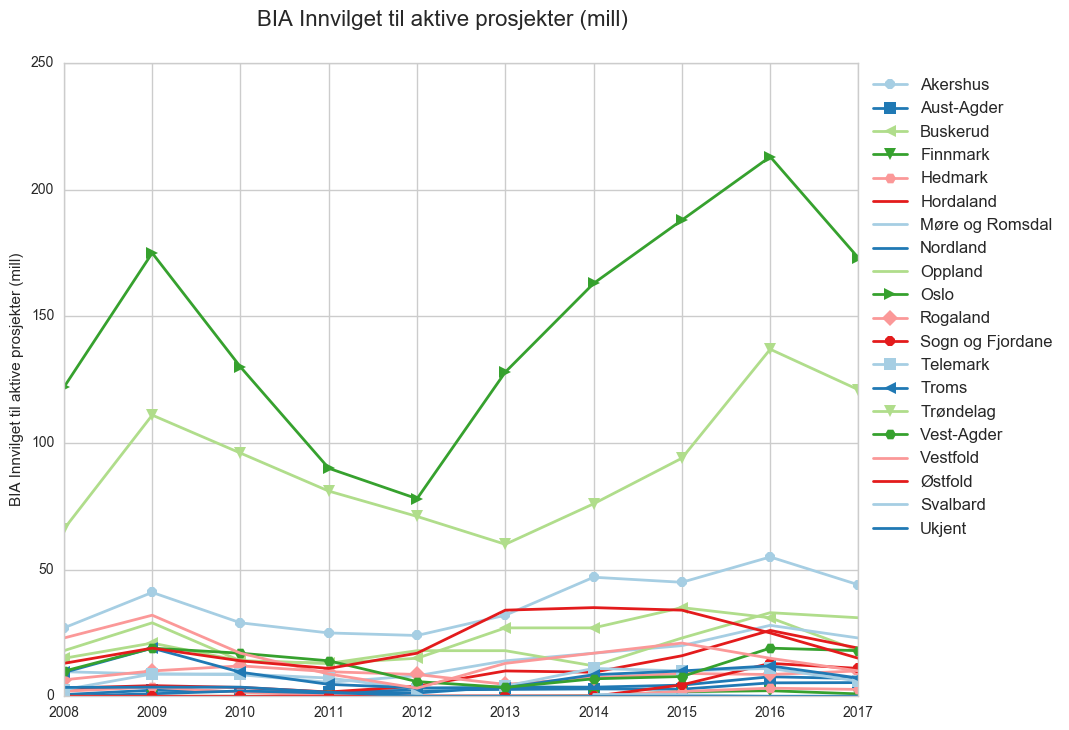 BIA Innvilget til aktive prosjekter (mill)
250
200
150
100
50
0
BIA Innvilget til aktive prosjekter (mill)
2008 2009 2010 2011 2012 2013 2014 2015 2016 2017
Akershus
Aust-Agder
Buskerud
Finnmark
Hedmark
Hordaland
Møre og Romsdal
Nordland
Oppland
Oslo
Rogaland
Sogn og Fjordane
Telemark
Troms
Trøndelag
Vest-Agder
Vestfold
Østfold
Svalbard
Ukjent